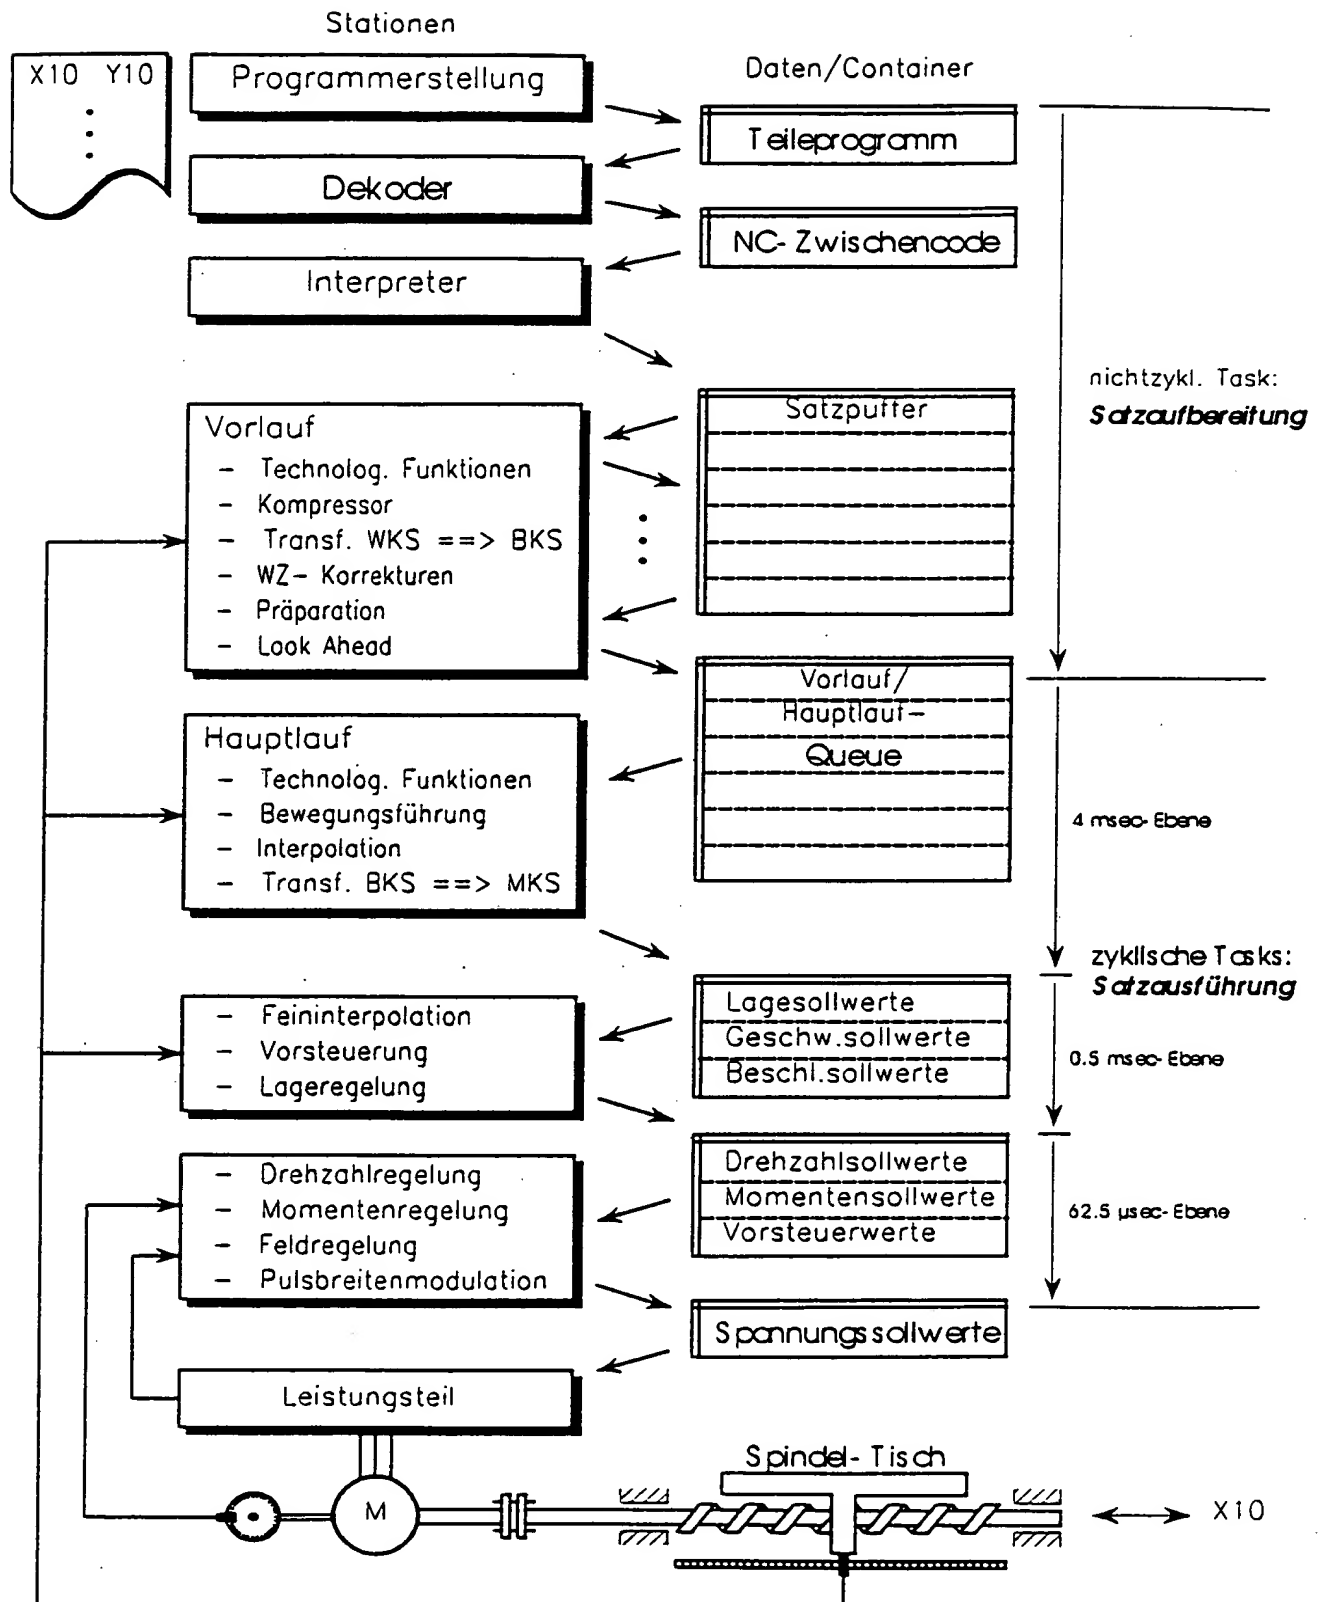 Stationen
X10 Y10
Programmerstellung
Daten/Container
Teileprogramm
Dekoder
NC-Zwischencode
Interpreter
nichtzykl. Task:
Satzaufbereitung
Satzpuffer
Vorlauf
- Technolog. Funktionen
- Kompressor
- Transf. WKS ==> BKS
- WZ- Korrekturen
- Präparation
- Look Ahead
Vorlauf/
Hauptlauf-
Queue
Hauptlauf
- Technolog. Funktionen
- Bewegungsführung
- Interpolation
- Transf. BKS ==> MKS
4 msec-Ebene
zyklische Tasks:
Satzausführung
- Feininterpolation
- Vorsteuerung
- Lageregelung
Lagesollwerte
Geschw.sollwerte
Beschl.sollwerte
0.5 msec-Ebene
- Drehzahlregelung
- Momentenregelung
- Feldregelung
- Pulsbreitenmodulation
Drehzahlsollwerte
Momentensollwerte
Vorsteuerwerte
62.5 µsec-Ebene
Spannungssollwerte
Leistungsteil
Spindel-Tisch
M
X10